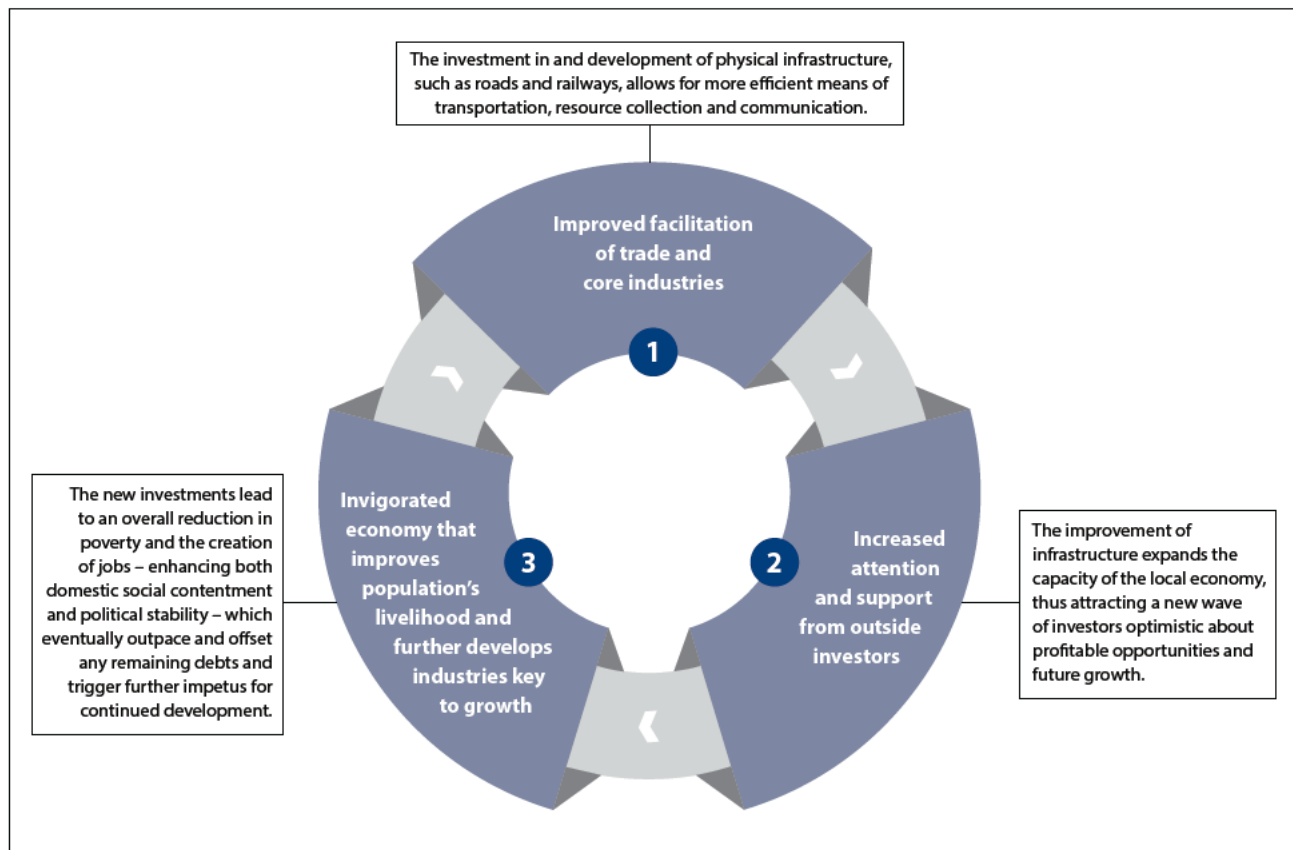 The investment in and development of physical infrastructure,
such as roads and railways, allows for more efficient means of
transportation, resource collection and communication.
Improved facilitation
of trade and
core industries
1
Increased
attention
and support
from outside
investors
2
The improvement of
infrastructure expands the
capacity of the local economy,
thus attracting a new wave
of investors optimistic about
profitable opportunities and
future growth.
Invigorated
economy that
improves
population's
livelihood and
further develops
industries key
to growth
3
The new investments lead
to an overall reduction in
poverty and the creation
of jobs – enhancing both
domestic social contentment
and political stability – which
eventually outpace and offset
any remaining debts and
trigger further impetus for
continued development.